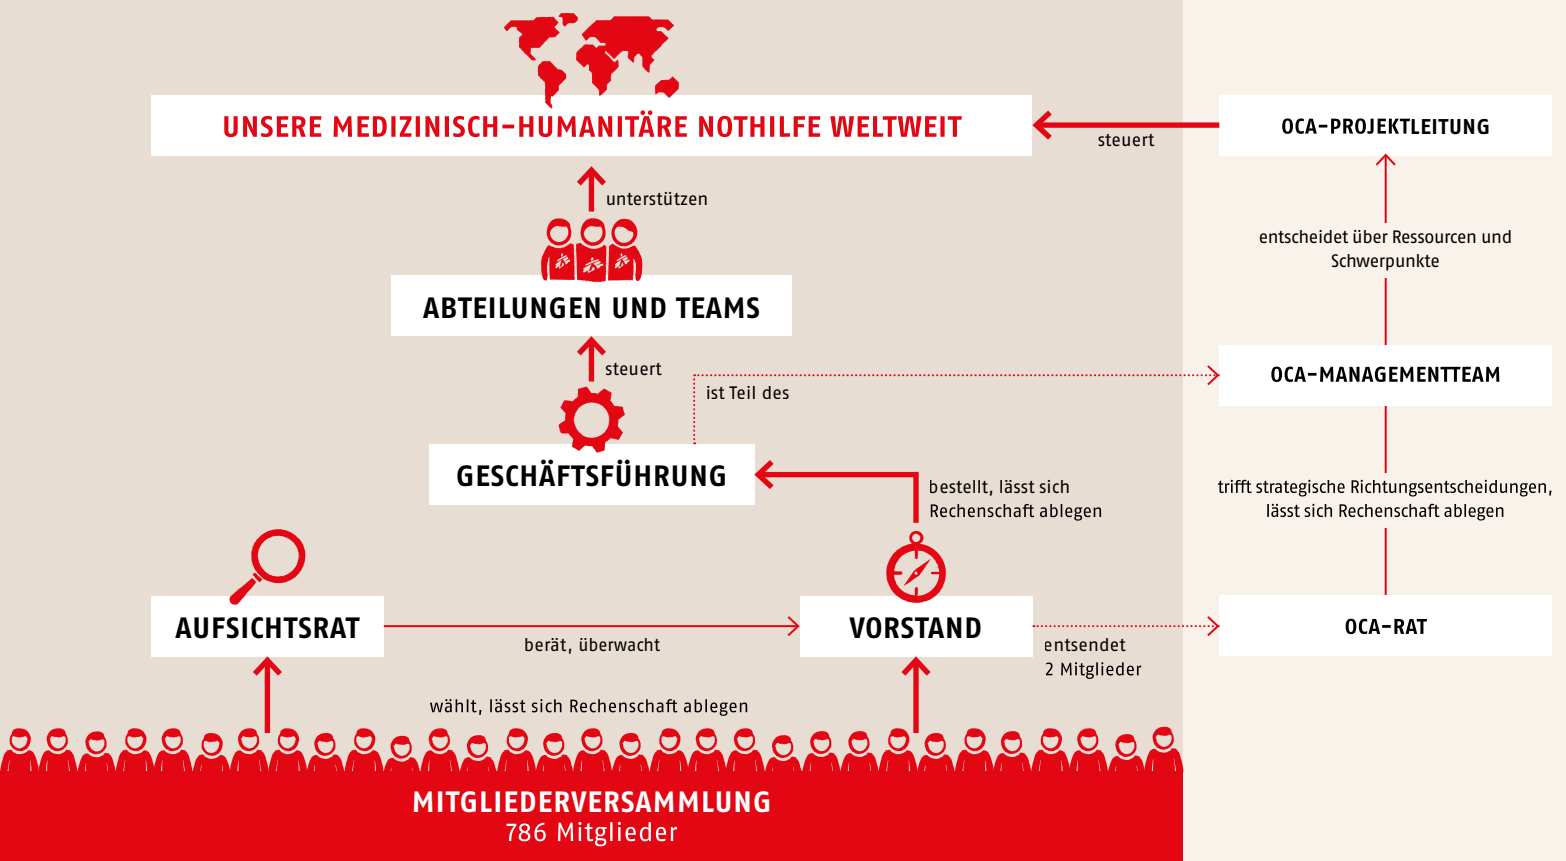 UNSERE MEDIZINISCH-HUMANITÄRE NOTHILFE WELTWEIT
steuert
OCA-PROJEKTLEITUNG
unterstützen
entscheidet über Ressourcen und
Schwerpunkte
ABTEILUNGEN UND TEAMS
steuert
ist Teil des
OCA-MANAGEMENTTEAM
GESCHÄFTSFÜHRUNG
bestellt, lässt sich
Rechenschaft ablegen
trifft strategische Richtungsentscheidungen,
lässt sich Rechenschaft ablegen
AUFSICHTSRAT
berät, überwacht
VORSTAND
entsendet
2 Mitglieder
OCA-RAT
wählt, lässt sich Rechenschaft ablegen
MITGLIEDERVERSAMMLUNG
786 Mitglieder